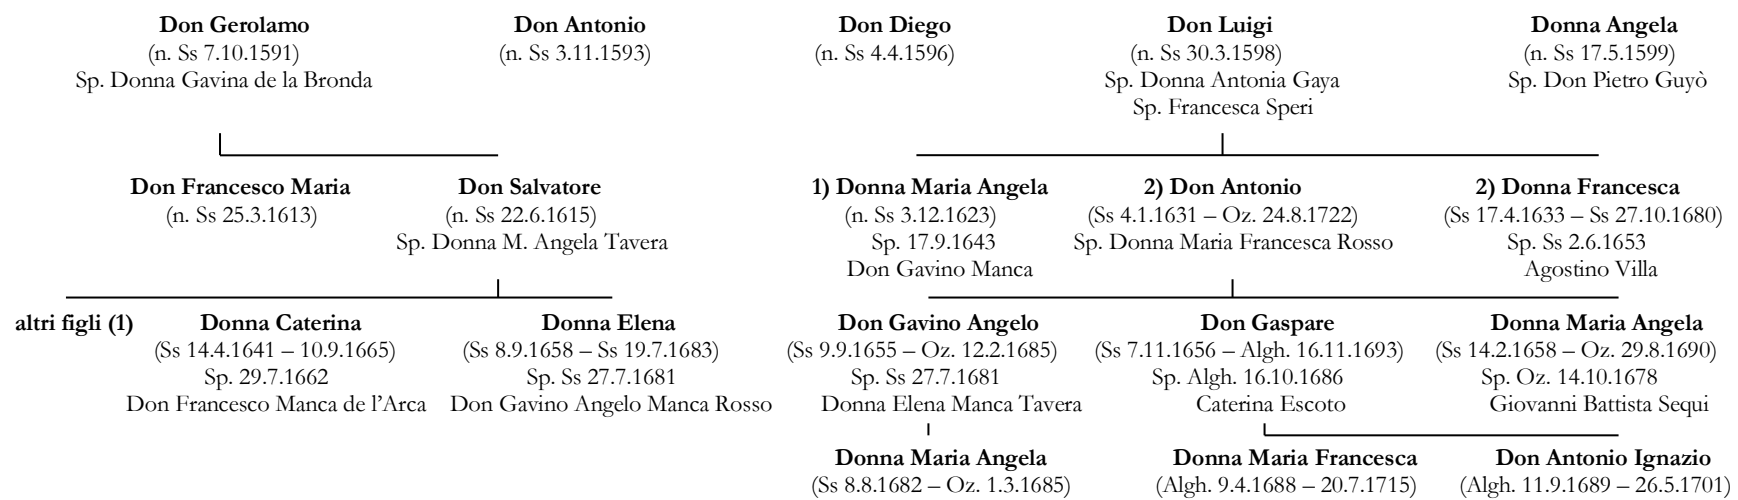 Don Gerolamo
(n. Ss 7.10.1591)
Sp. Donna Gavina de la Bronda
Don Antonio
(n. Ss 3.11.1593)
Don Diego
(n. Ss 4.4.1596)
Don Luigi
(n. Ss 30.3.1598)
Sp. Donna Antonia Gaya
Sp. Francesca Speri
Donna Angela
(n. Ss 17.5.1599)
Sp. Don Pietro Guyò
Don Francesco Maria
(n. Ss 25.3.1613)
Don Salvatore
(n. Ss 22.6.1615)
Sp. Donna M. Angela Tavera
1) Donna Maria Angela
(n. Ss 3.12.1623)
Sp. 17.9.1643
Don Gavino Manca
2) Don Antonio
(Ss 4.1.1631 – Oz. 24.8.1722)
Sp. Donna Maria Francesca Rosso
2) Donna Francesca
(Ss 17.4.1633 – Ss 27.10.1680)
Sp. Ss 2.6.1653
Agostino Villa
altri figli (1)
Donna Caterina
(Ss 14.4.1641 – 10.9.1665)
Sp. 29.7.1662
Don Francesco Manca de l’Arca
Donna Elena
(Ss 8.9.1658 – Ss 19.7.1683)
Sp. Ss 27.7.1681
Don Gavino Angelo Manca Rosso
Don Gavino Angelo
(Ss 9.9.1655 – Oz. 12.2.1685)
Sp. Ss 27.7.1681
Donna Elena Manca Tavera
Don Gaspare
(Ss 7.11.1656 – Algh. 16.11.1693)
Sp. Algh. 16.10.1686
Caterina Escoto
Donna Maria Angela
(Ss 14.2.1658 – Oz. 29.8.1690)
Sp. Oz. 14.10.1678
Giovanni Battista Sequi
Donna Maria Angela
(Ss 8.8.1682 – Oz. 1.3.1685)
Donna Maria Francesca
(Algh. 9.4.1688 – 20.7.1715)
Don Antonio Ignazio
(Algh. 11.9.1689 – 26.5.1701)